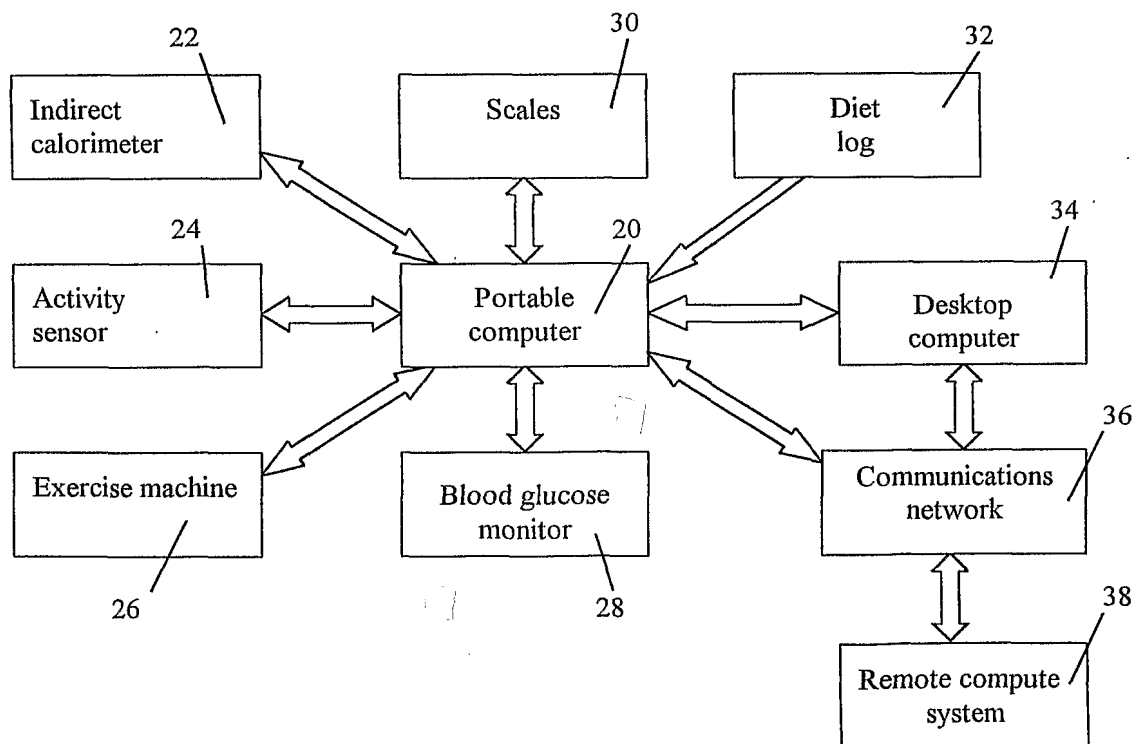 22
30
32
Indirect
calorimeter
Scales
Diet
log
24
20
34
Activity
sensor
Portable
computer
Desktop
computer
36
Exercise machine
Blood glucose
monitor
Communications
network
26
28
38
Remote compute
system